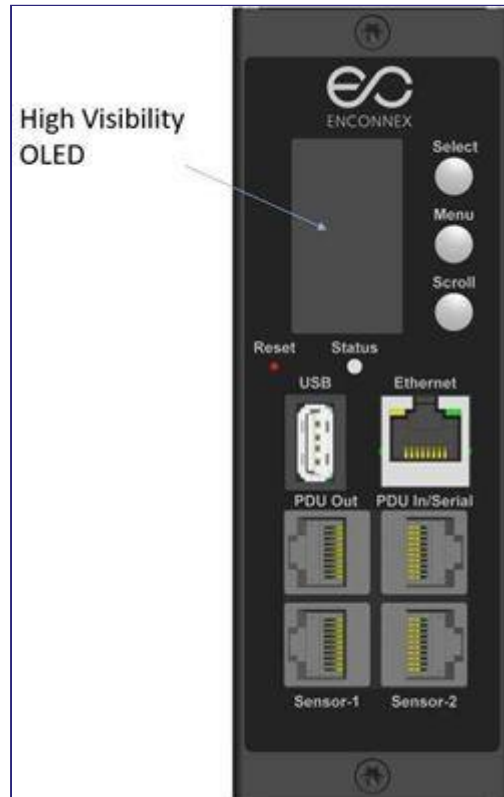 High Visibility
OLED
ENCONNEX
Select
Menu
Scroll
Reset Status
USB Ethernet
PDU Out PDU In/Serial
Sensor-1 Sensor-2